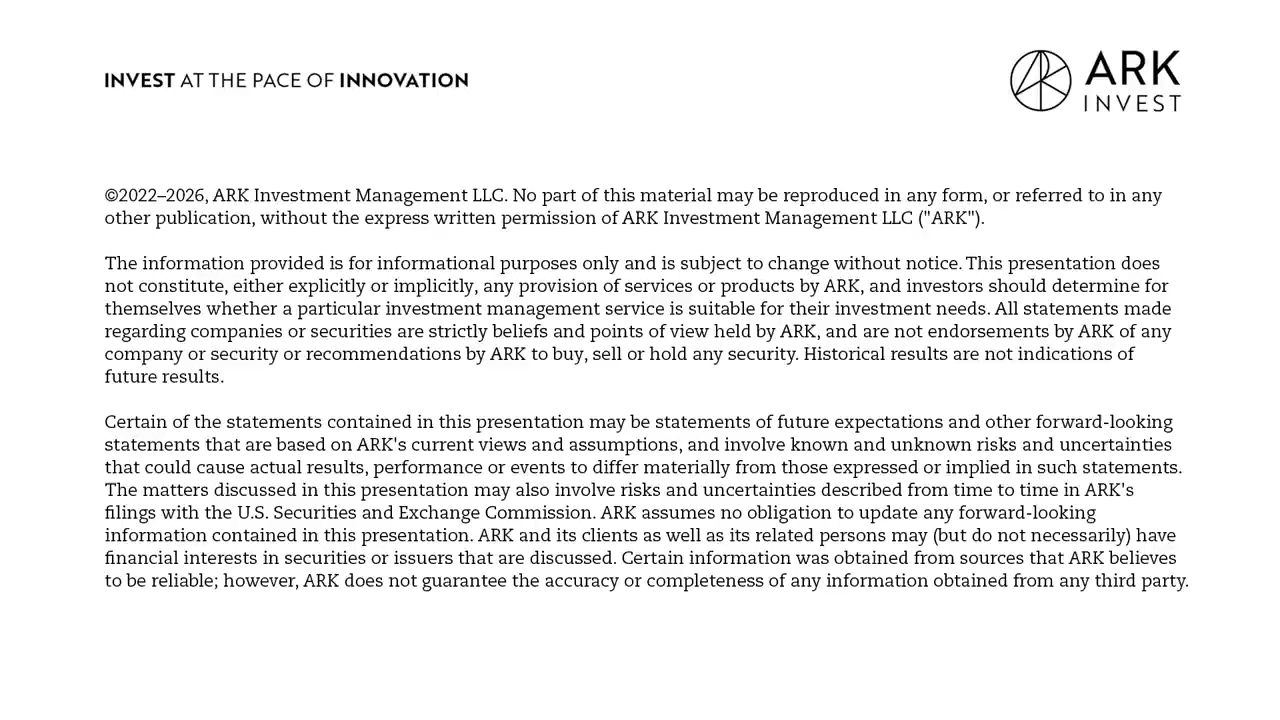 INVEST AT THE PACE OF INNOVATION
ARK
INVEST
©2022–2026, ARK Investment Management LLC. No part of this material may be reproduced in any form, or referred to in any
other publication, without the express written permission of ARK Investment Management LLC ("ARK").
The information provided is for informational purposes only and is subject to change without notice. This presentation does
not constitute, either explicitly or implicitly, any provision of services or products by ARK, and investors should determine for
themselves whether a particular investment management service is suitable for their investment needs. All statements made
regarding companies or securities are strictly beliefs and points of view held by ARK, and are not endorsements by ARK of any
company or security or recommendations by ARK to buy, sell or hold any security. Historical results are not indications of
future results.
Certain of the statements contained in this presentation may be statements of future expectations and other forward-looking
statements that are based on ARK's current views and assumptions, and involve known and unknown risks and uncertainties
that could cause actual results, performance or events to differ materially from those expressed or implied in such statements.
The matters discussed in this presentation may also involve risks and uncertainties described from time to time in ARK's
filings with the U.S. Securities and Exchange Commission. ARK assumes no obligation to update any forward-looking
information contained in this presentation. ARK and its clients as well as its related persons may (but do not necessarily) have
financial interests in securities or issuers that are discussed. Certain information was obtained from sources that ARK believes
to be reliable; however, ARK does not guarantee the accuracy or completeness of any information obtained from any third party.